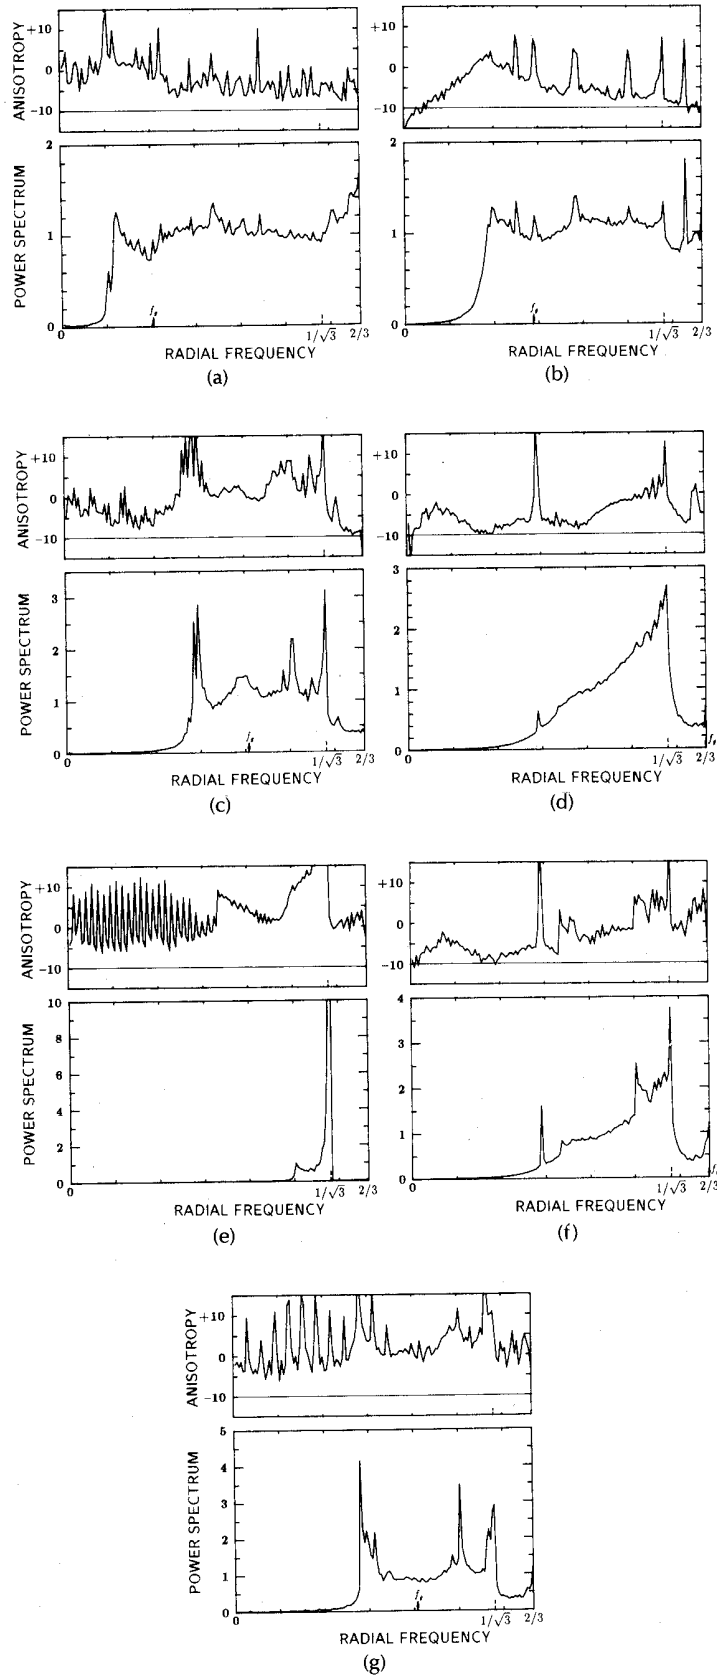 ANISOTROPY
+10
0
−10
POWER SPECTRUM
2
1
0
0
f_g
1/√3
2/3
RADIAL FREQUENCY
(a)
+10
0
−10
2
1
0
0
f_g
1/√3
2/3
RADIAL FREQUENCY
(b)
ANISOTROPY
+10
0
−10
POWER SPECTRUM
3
2
1
0
0
f_g
1/√3
2/3
RADIAL FREQUENCY
(c)
+10
0
−10
3
2
1
0
0
1/√3
2/3
f_g
RADIAL FREQUENCY
(d)
ANISOTROPY
+10
0
−10
POWER SPECTRUM
10
8
6
4
2
0
0
1/√3
2/3
RADIAL FREQUENCY
(e)
+10
0
−10
4
3
2
1
0
0
1/√3
2/3
RADIAL FREQUENCY
(f)
ANISOTROPY
+10
0
−10
POWER SPECTRUM
5
4
3
2
1
0
0
f_g
1/√3
2/3
RADIAL FREQUENCY
(g)